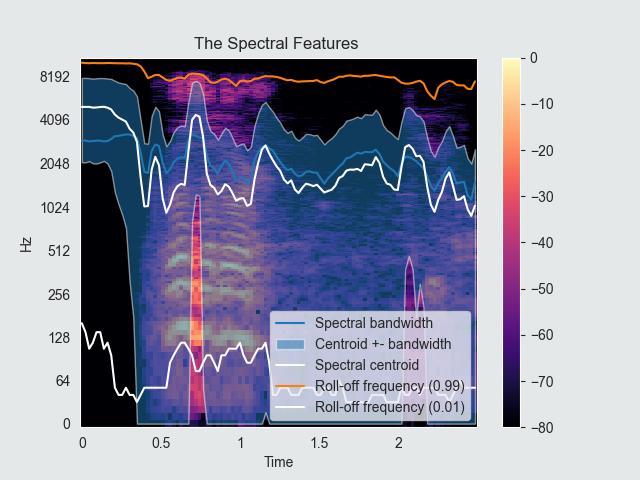 The Spectral Features
8192
4096
2048
1024
512
256
128
64
0
Hz
0
0.5
1
1.5
2
Time
Spectral bandwidth
Centroid +- bandwidth
Spectral centroid
Roll-off frequency (0.99)
Roll-off frequency (0.01)
0
−10
−20
−30
−40
−50
−60
−70
−80